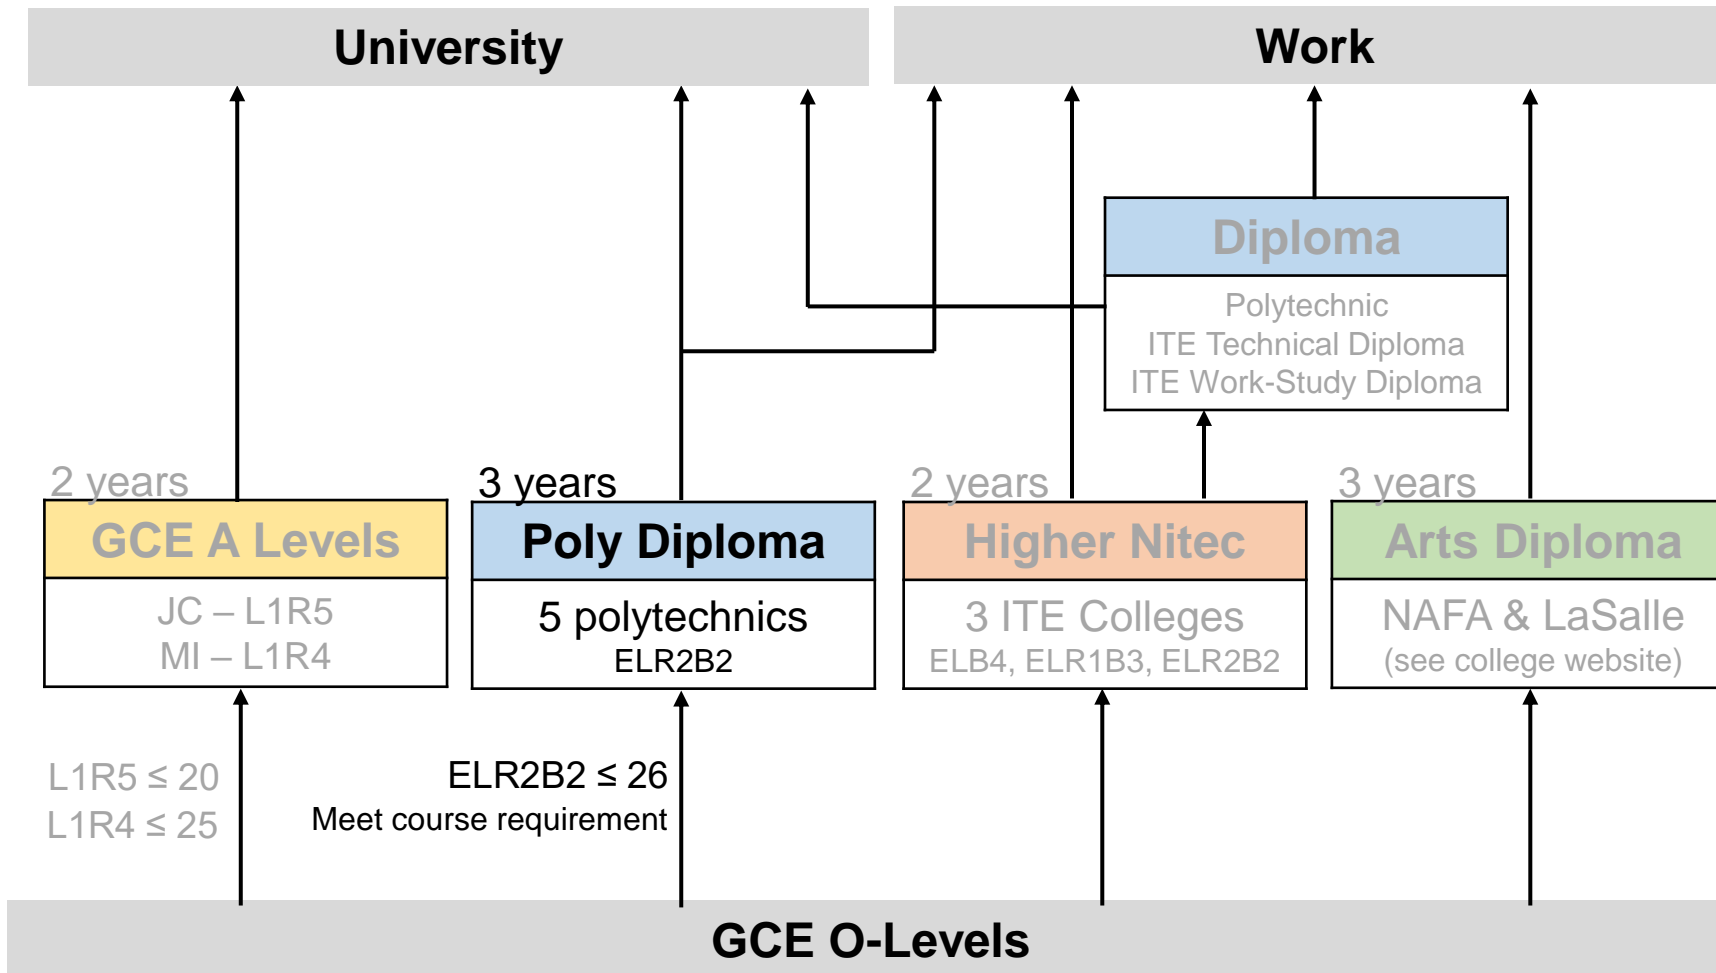 University
Work
Diploma
Polytechnic
ITE Technical Diploma
ITE Work-Study Diploma
2 years
GCE A Levels
JC – L1R5
MI – L1R4
3 years
Poly Diploma
5 polytechnics
ELR2B2
2 years
Higher Nitec
3 ITE Colleges
ELB4, ELR1B3, ELR2B2
3 years
Arts Diploma
NAFA & LaSalle
(see college website)
L1R5 ≤ 20
L1R4 ≤ 25
ELR2B2 ≤ 26
Meet course requirement
GCE O-Levels